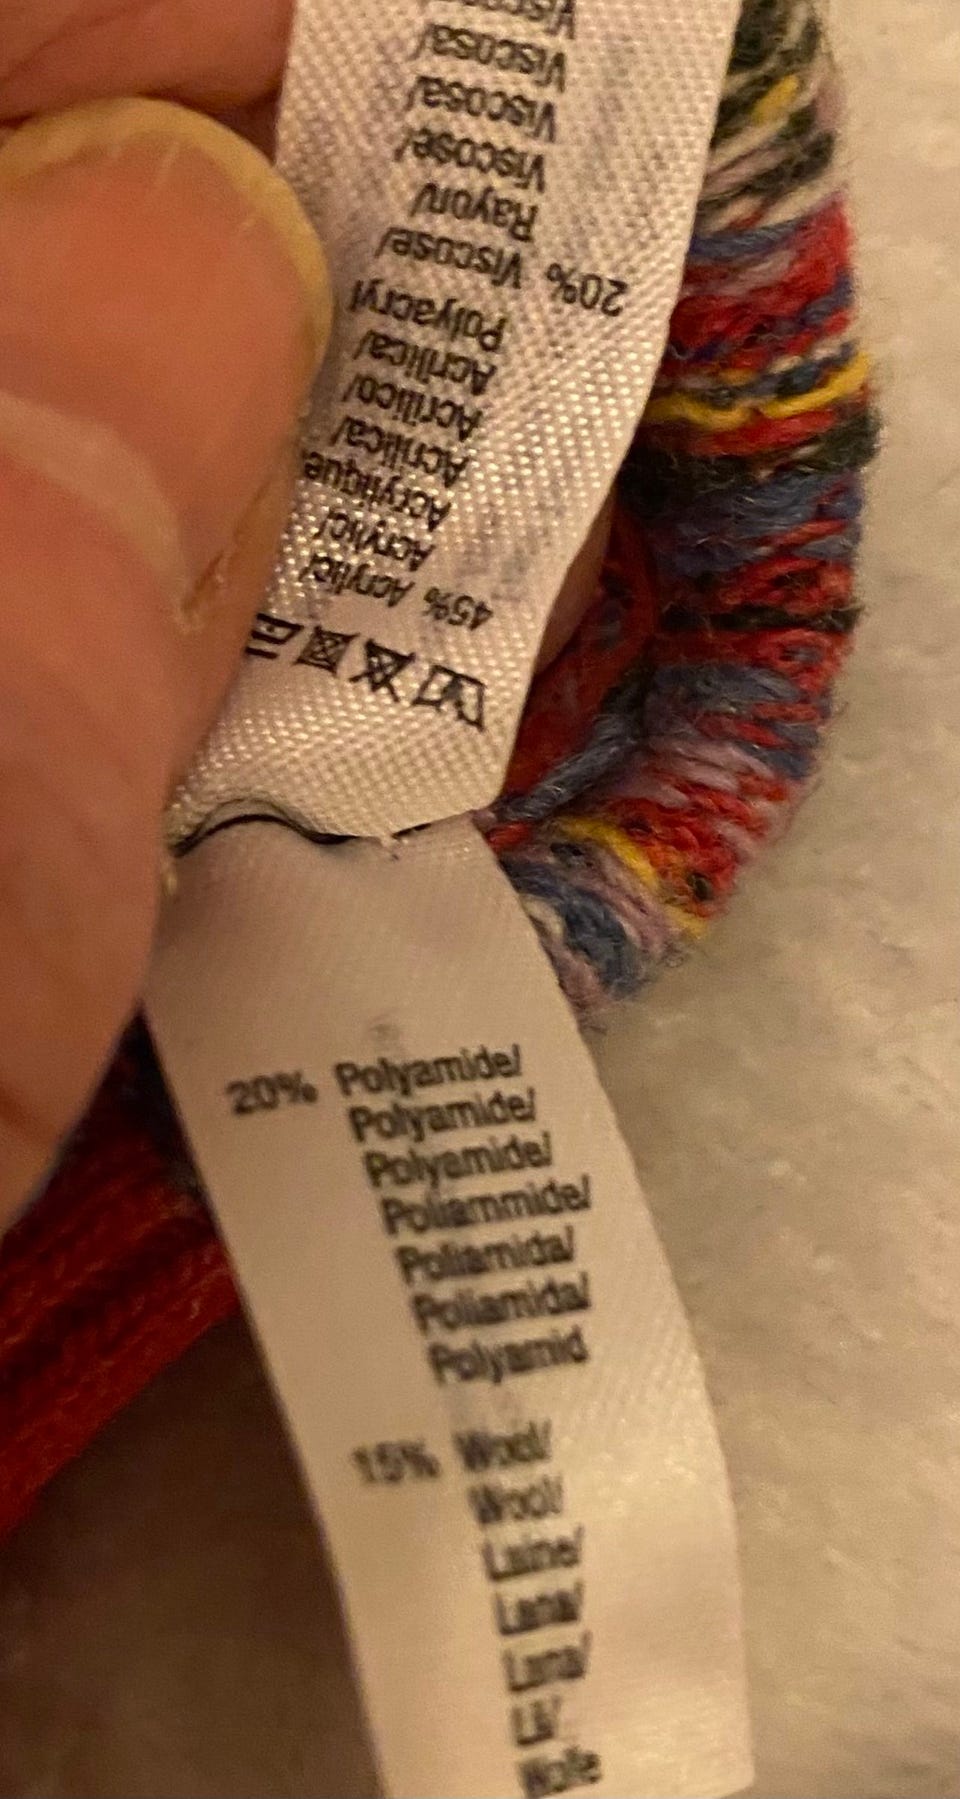 45% Acrylic/
Acrylic/
Acrylique
Acrilica/
Acrilico/
Acrilica/
Polyacryl
20% Viscose/
Rayon/
Viscose/
Viscosa/
Viscosa/
20% Polyamide/
Polyamide/
Polyamide/
Poliammide/
Poliamida/
Poliamida/
Polyamid
15% Wool/
Wool/
Laine/
Lana/
Lana/
Lã/
Wolle